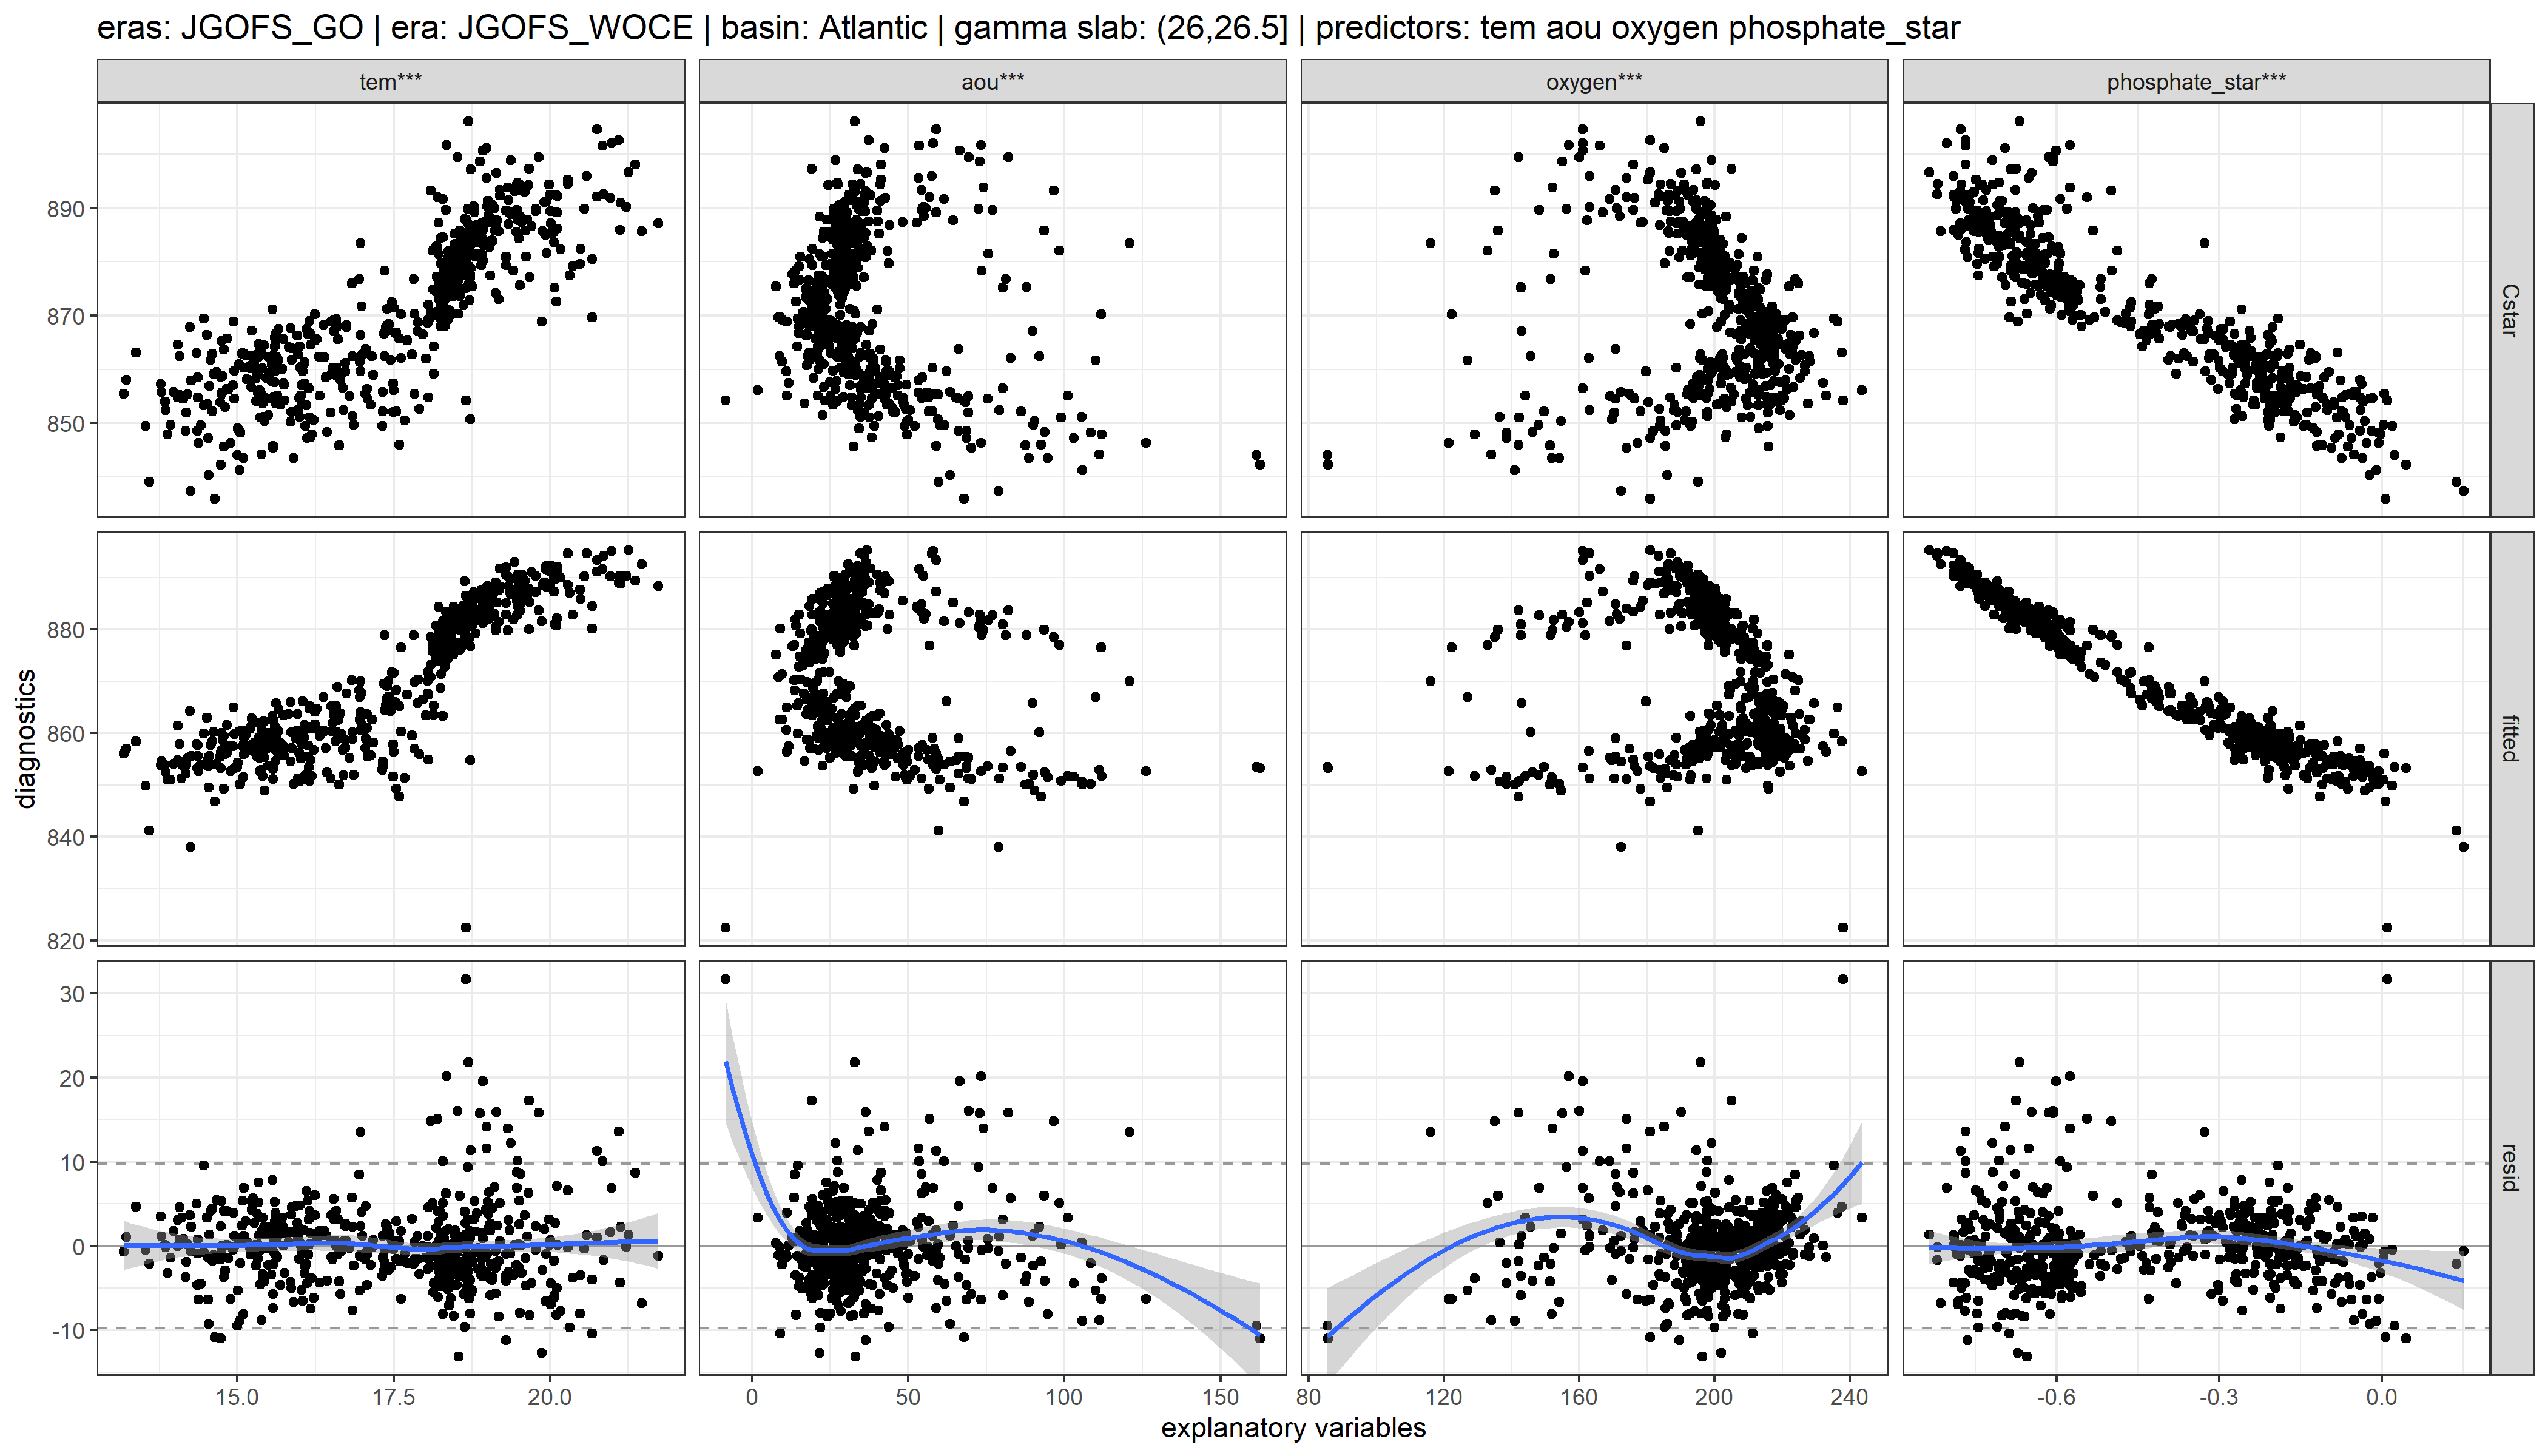 eras: JGOFS_GO | era: JGOFS_WOCE | basin: Atlantic | gamma slab: (26,26.5] | predictors: tem aou oxygen phosphate_star
tem*** aou*** oxygen*** phosphate_star***
890
870
850
Cstar
880
860
840
820
fitted
diagnostics
30
20
10
0
-10
resid
15.0 17.5 20.0 0 50 100 150 80 120 160 200 240 -0.6 -0.3 0.0
explanatory variables